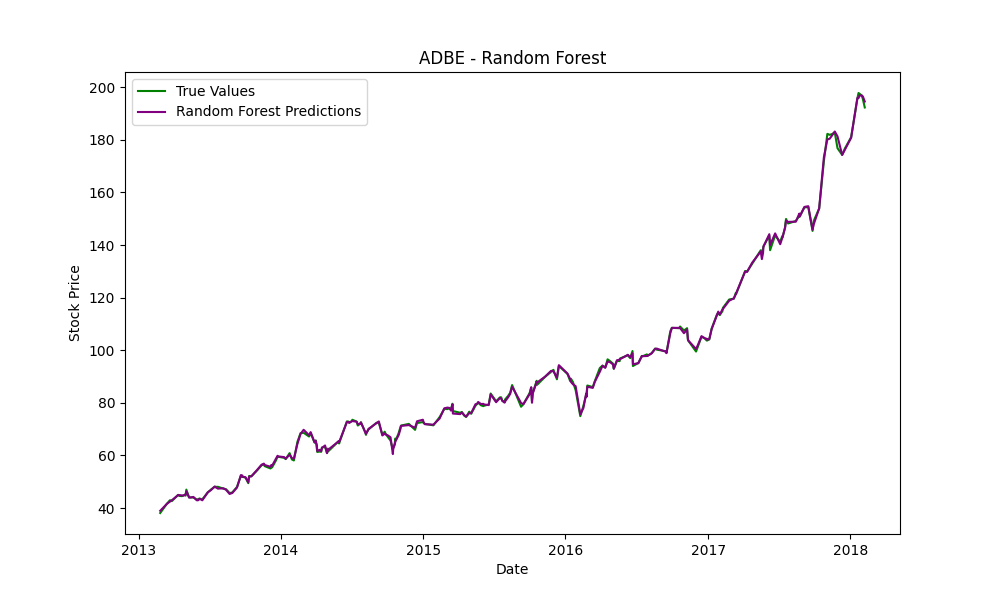 ADBE - Random Forest
True Values
Random Forest Predictions
200
180
160
140
120
100
80
60
40
Stock Price
2013 2014 2015 2016 2017 2018
Date